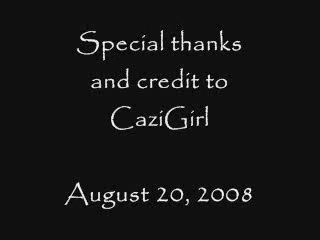 Special thanks
and credit to
CaziGirl
August 20, 2008